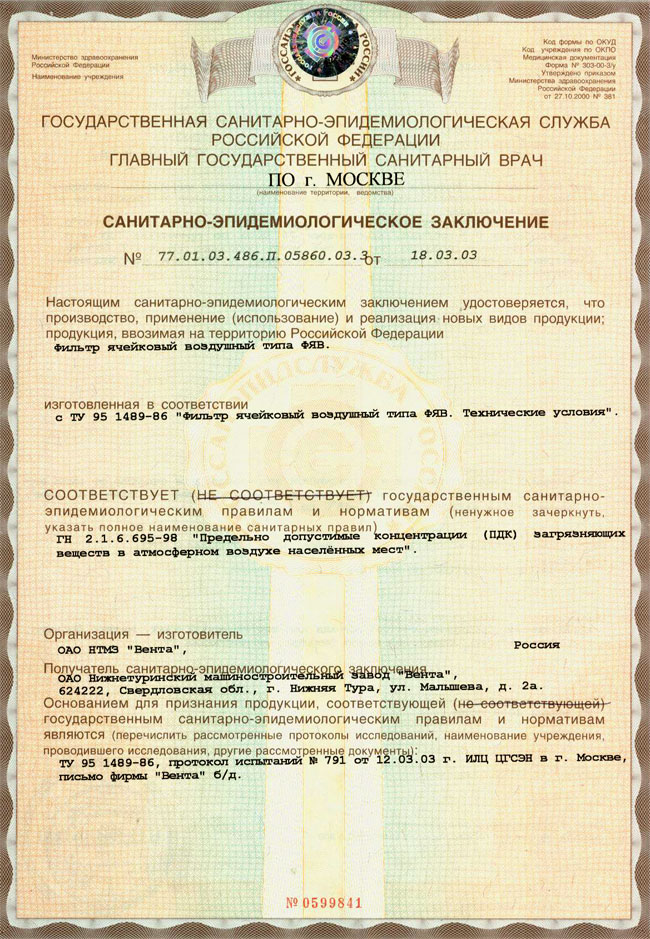 ГОССАНЭПИДСЛУЖБА РОССИИ
Министерство здравоохранения
Российской Федерации
Наименование учреждения
Код формы по ОКУД
Код учреждения по ОКПО
Медицинская документация
Форма № 303-00-3/у
Утверждено приказом
Министерства здравоохранения
Российской Федерации
от 27.10.2000 № 381
ГОСУДАРСТВЕННАЯ САНИТАРНО-ЭПИДЕМИОЛОГИЧЕСКАЯ СЛУЖБА
РОССИЙСКОЙ ФЕДЕРАЦИИ
ГЛАВНЫЙ ГОСУДАРСТВЕННЫЙ САНИТАРНЫЙ ВРАЧ
ПО г. МОСКВЕ
(наименование территории, ведомства)
САНИТАРНО-ЭПИДЕМИОЛОГИЧЕСКОЕ ЗАКЛЮЧЕНИЕ
№ 77.01.03.486.П.05860.03.3 от 18.03.03
Настоящим санитарно-эпидемиологическим заключением удостоверяется, что
производство, применение (использование) и реализация новых видов продукции;
продукция, ввозимая на территорию Российской Федерации
Фильтр ячейковый воздушный типа ФЯВ.
изготовленная в соответствии
с ТУ 95 1489-86 "Фильтр ячейковый воздушный типа ФЯВ. Технические условия".
СООТВЕТСТВУЕТ (НЕ СООТВЕТСТВУЕТ) государственным санитарно-
эпидемиологическим правилам и нормативам (ненужное зачеркнуть,
указать полное наименование санитарных правил)
ГН 2.1.6.695-98 "Предельно допустимые концентрации (ПДК) загрязняющих
веществ в атмосферном воздухе населённых мест".
Организация — изготовитель
ОАО НТМЗ "Вента", Россия
Получатель санитарно-эпидемиологического заключения
ОАО Нижнетуринский машиностроительный завод "Вента",
624222, Свердловская обл., г. Нижняя Тура, ул. Малышева, д. 2а.
Основанием для признания продукции, соответствующей (не соответствующей)
государственным санитарно-эпидемиологическим правилам и нормативам
являются (перечислить рассмотренные протоколы исследований, наименование учреждения,
проводившего исследования, другие рассмотренные документы):
ТУ 95 1489-86, протокол испытаний № 791 от 12.03.03 г. ИЛЦ ЦГСЭН в г. Москве,
письмо фирмы "Вента" б/д.
№ 0599841